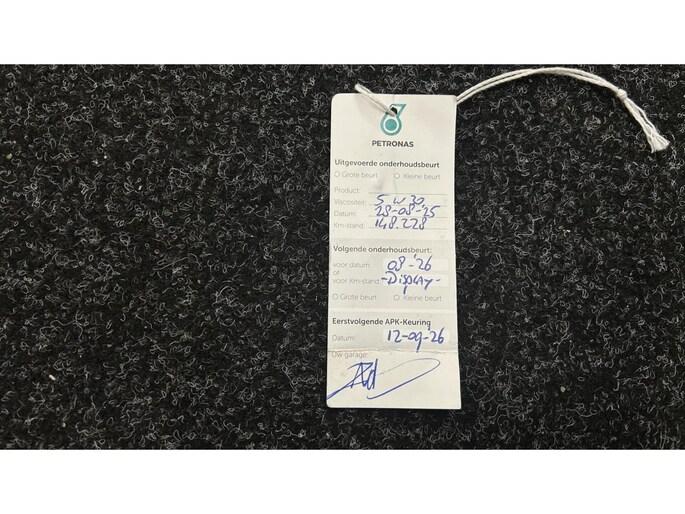 PETRONAS
Uitgevoerde onderhoudsbeurt
O Grote beurt O Kleine beurt
Product:
Viscositeit: 5 W 30
Datum: 28-08-'25
Km-stand: 148.228
Volgende onderhoudsbeurt:
voor datum: 08-'26
of
voor Km-stand: -Display-
O Grote beurt O Kleine beurt
Eerstvolgende APK-Keuring
Datum: 12-09-26
Uw garage: